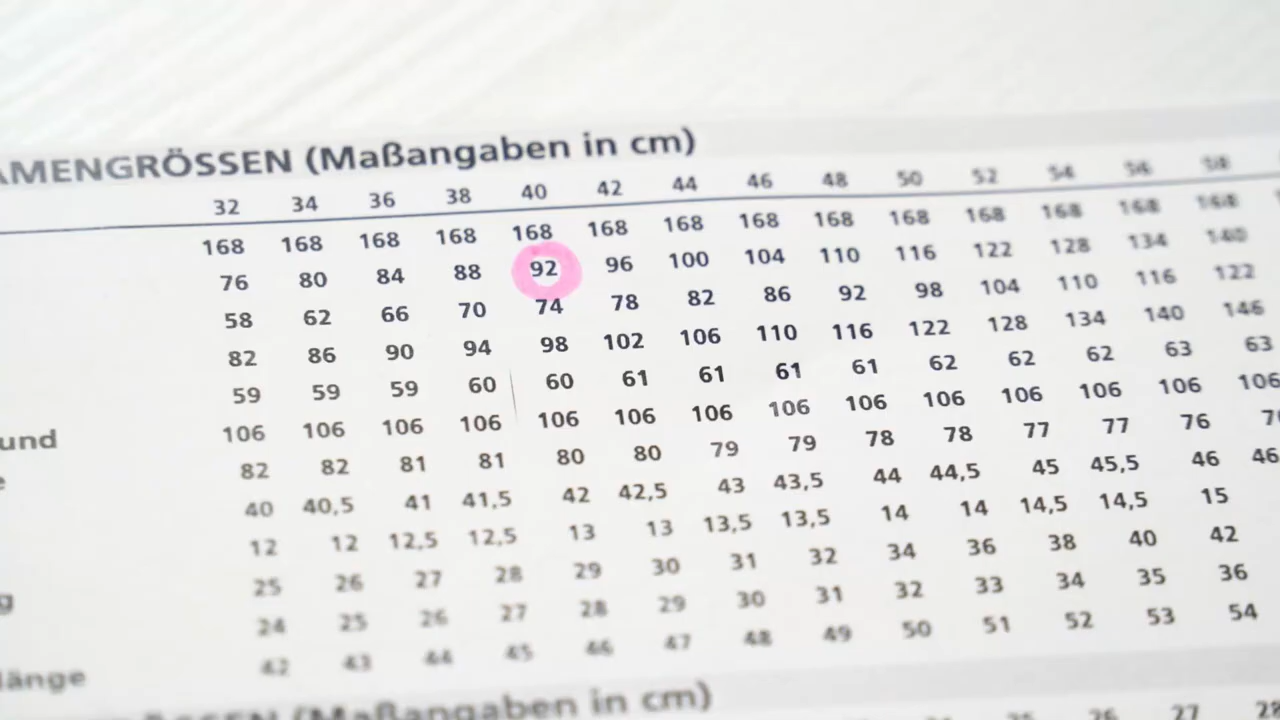 AMENGRÖSSEN (Maßangaben in cm)
32 34 36 38 40 42 44 46 48 50 52 54 56 58
168 168 168 168 168 168 168 168 168 168 168 168 168 168
76 80 84 88 92 96 100 104 110 116 122 128 134 140
58 62 66 70 74 78 82 86 92 98 104 110 116 122
82 86 90 94 98 102 106 110 116 122 128 134 140 146
59 59 59 60 60 61 61 61 61 62 62 62 63 63
und 106 106 106 106 106 106 106 106 106 106 106 106 106 106
e 82 82 81 81 80 80 79 79 78 78 77 77 76
40 40,5 41 41,5 42 42,5 43 43,5 44 44,5 45 45,5 46 46
12 12 12,5 12,5 13 13 13,5 13,5 14 14 14,5 14,5 15
g 25 26 27 28 29 30 31 32 34 36 38 40 42
24 25 26 27 28 29 30 31 32 33 34 35 36
länge 42 43 44 45 46 47 48 49 50 51 52 53 54
GRÖSSEN (Maßangaben in cm)
25 26 27 28